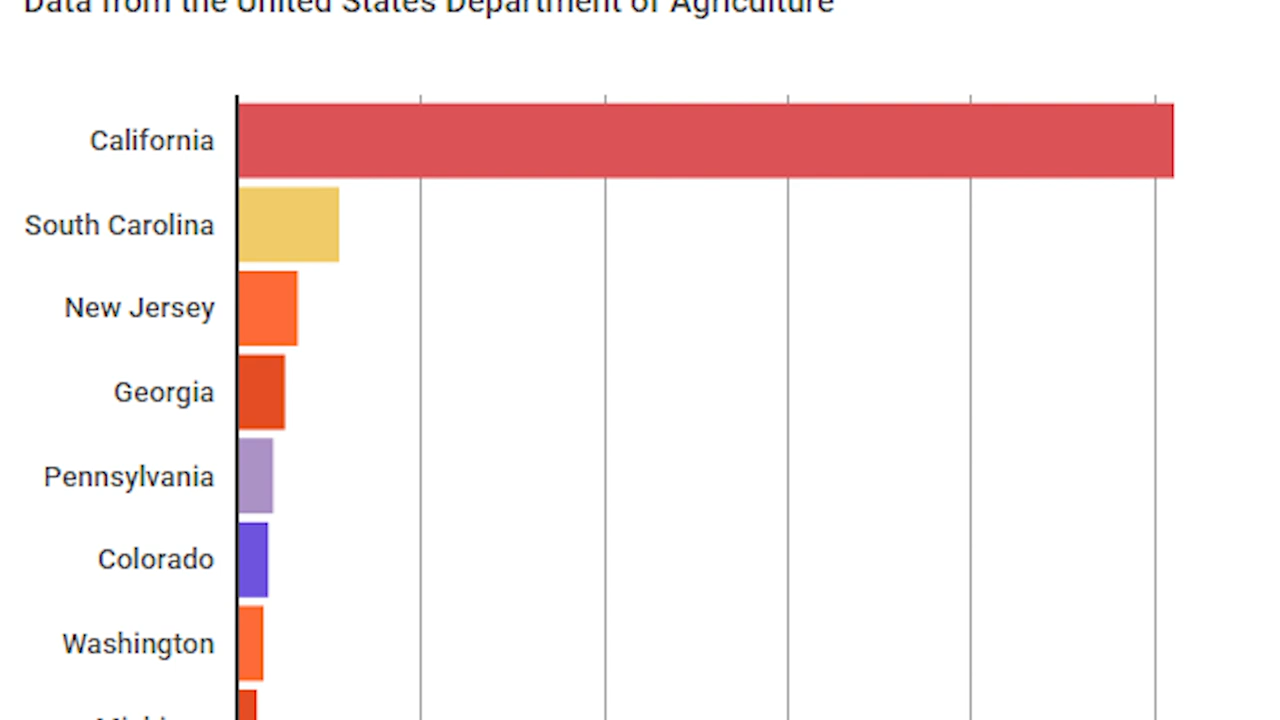 Data from the United States Department of Agriculture
California
South Carolina
New Jersey
Georgia
Pennsylvania
Colorado
Washington